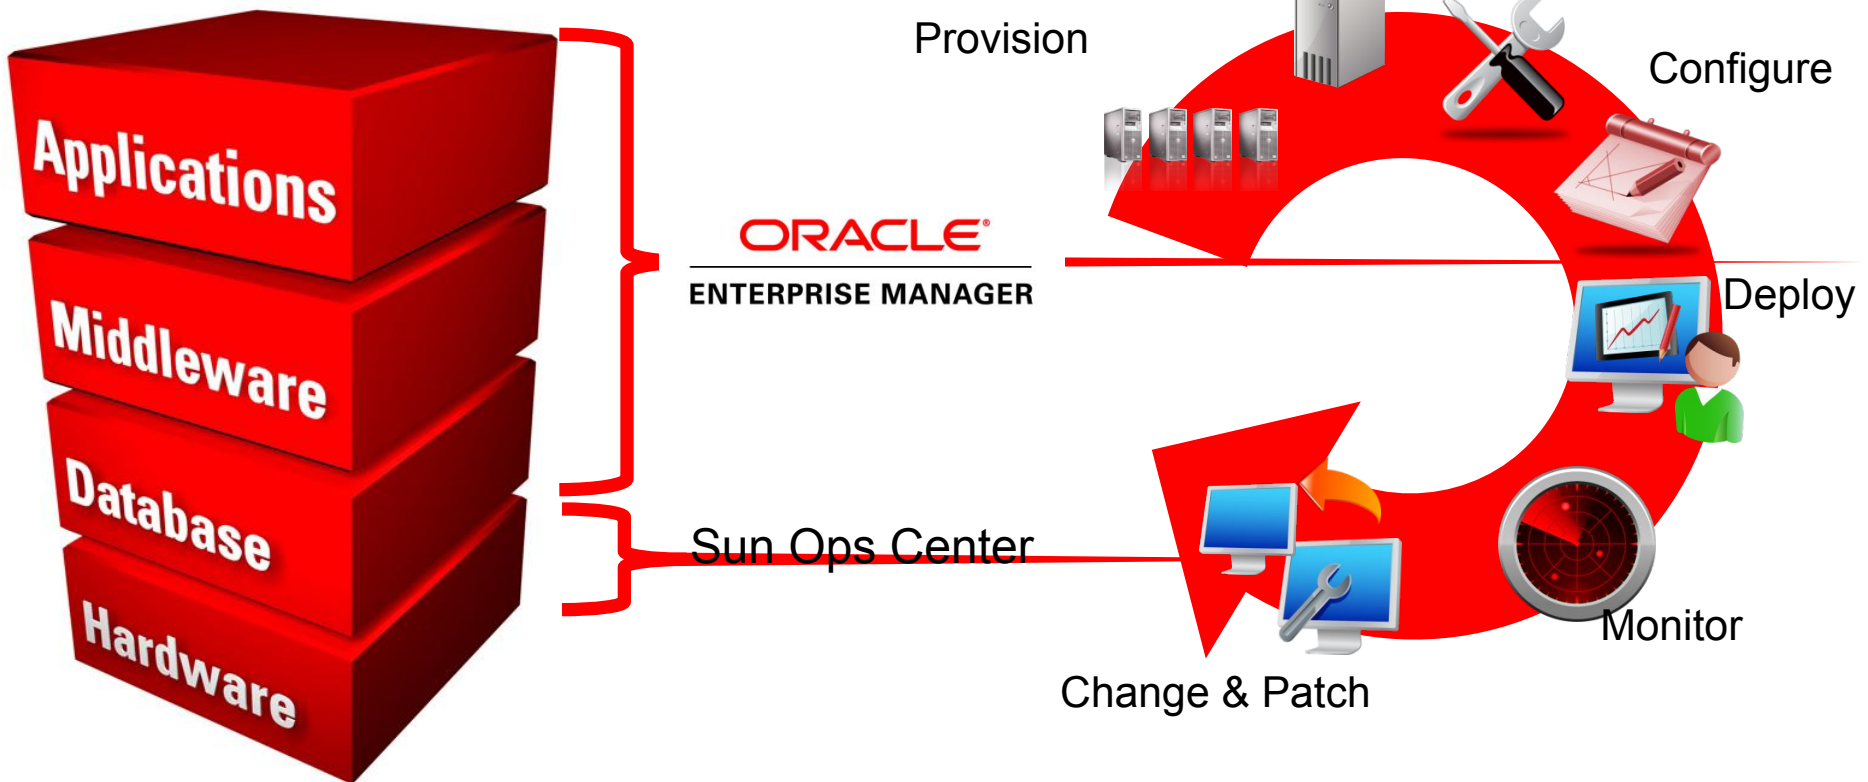 Applications
Middleware
Database
Hardware
ORACLE®
ENTERPRISE MANAGER
Sun Ops Center
Provision
Configure
Deploy
Monitor
Change & Patch